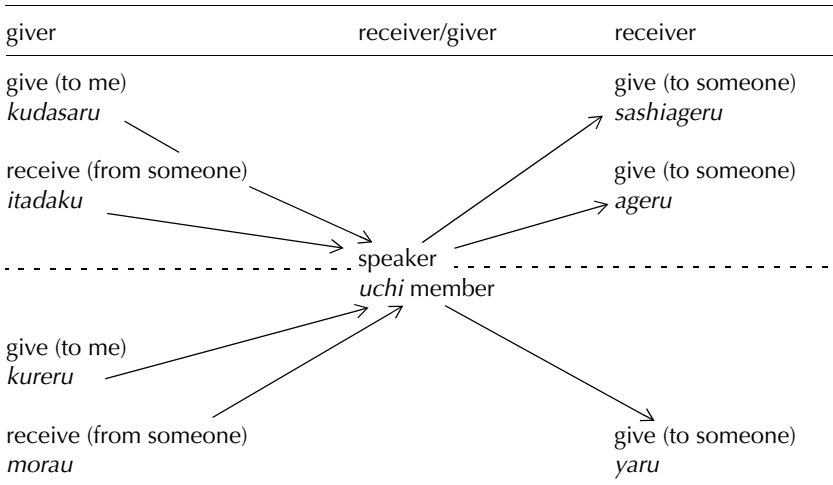 giver receiver/giver receiver
give (to me) give (to someone)
kudasaru sashiageru
receive (from someone) give (to someone)
itadaku ageru
speaker
uchi member
give (to me)
kureru
receive (from someone) give (to someone)
morau yaru